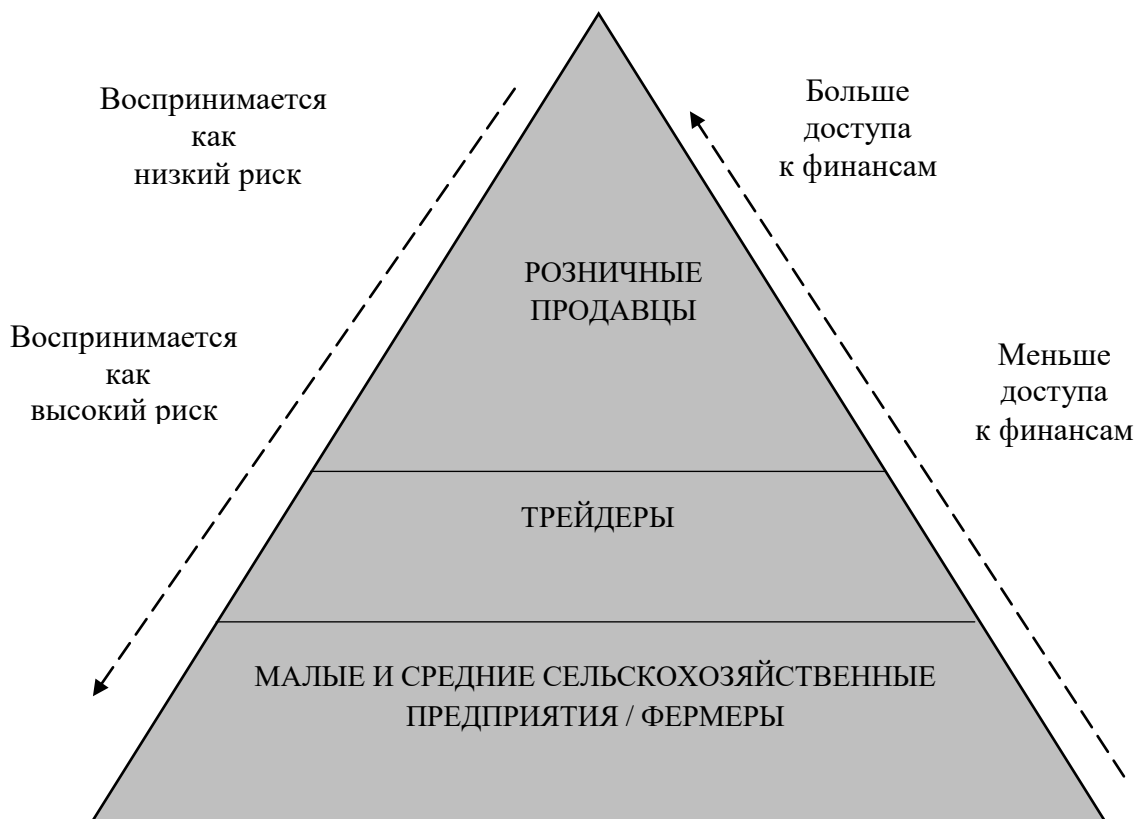 Воспринимается
как
низкий риск
Больше
доступа
к финансам
РОЗНИЧНЫЕ
ПРОДАВЦЫ
Воспринимается
как
высокий риск
Меньше
доступа
к финансам
ТРЕЙДЕРЫ
МАЛЫЕ И СРЕДНИЕ СЕЛЬСКОХОЗЯЙСТВЕННЫЕ
ПРЕДПРИЯТИЯ / ФЕРМЕРЫ